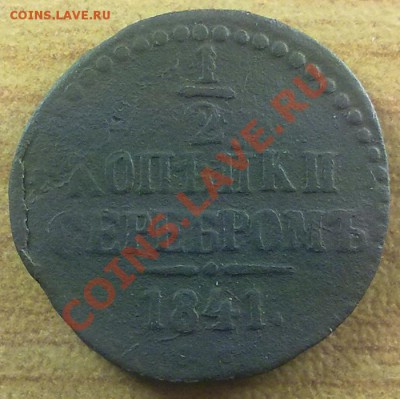 COINS.LAVE.RU
1
2
КОПѢЙКИ
СЕРЕБРОМЪ
1841.
COINS.LAVE.RU